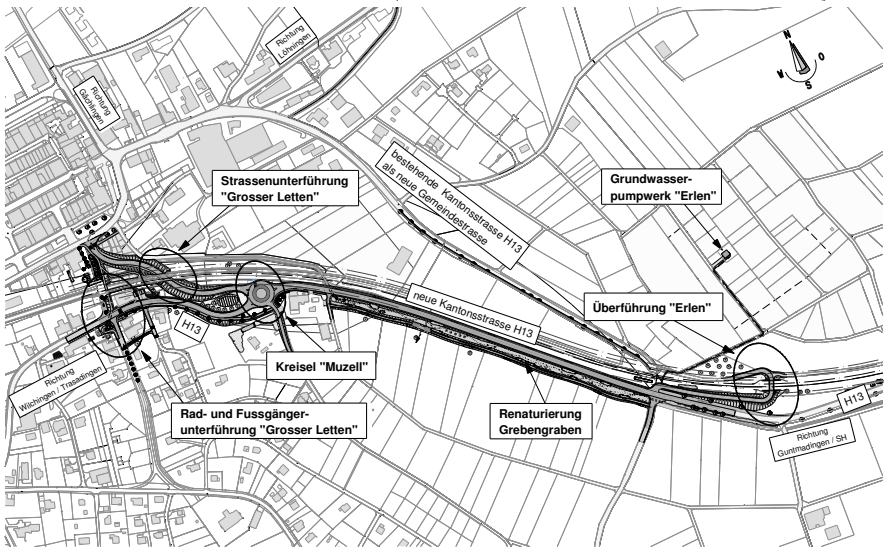 Richtung
Gächlingen
Richtung
Löhningen
N
W
O
S
Strassenunterführung
"Grosser Letten"
bestehende Kantonsstrasse H13
als neue Gemeindestrasse
Grundwasser-
pumpwerk "Erlen"
neue Kantonsstrasse H13
Überführung "Erlen"
H13
Kreisel "Muzell"
Richtung
Wilchingen / Trasadingen
Rad- und Fussgänger-
unterführung "Grosser Letten"
Renaturierung
Grebengraben
H13
Richtung
Guntmadingen / SH